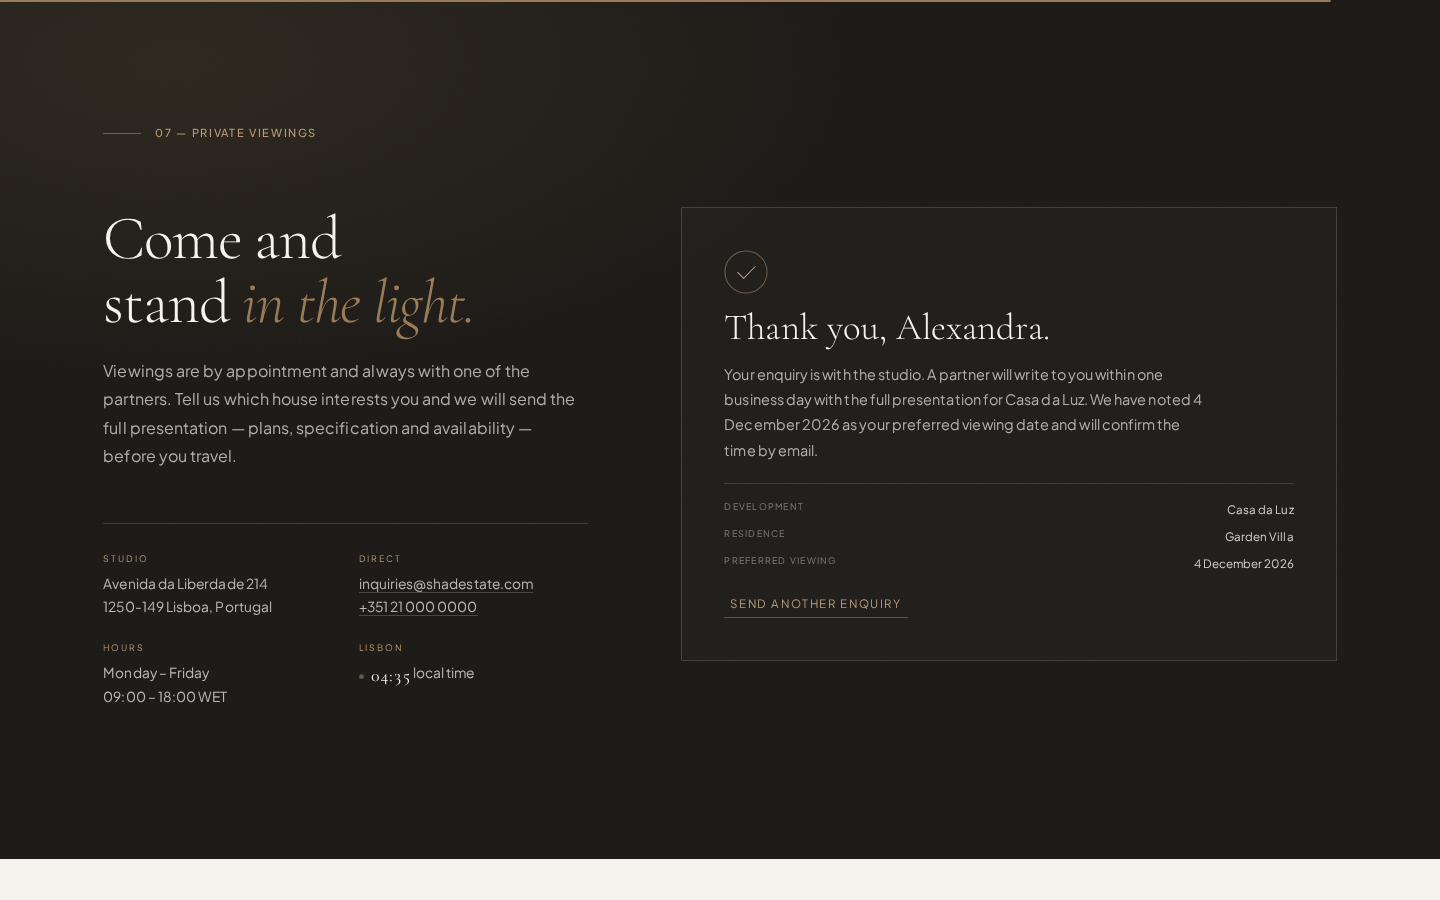 07 — PRIVATE VIEWINGS
Come and
stand in the light.
Viewings are by appointment and always with one of the
partners. Tell us which house interests you and we will send the
full presentation — plans, specification and availability —
before you travel.
STUDIO
Avenida da Liberdade 214
1250-149 Lisboa, Portugal
DIRECT
inquiries@shadestate.com
+351 21 000 0000
HOURS
Monday – Friday
09:00 – 18:00 WET
LISBON
04:35 local time
Thank you, Alexandra.
Your enquiry is with the studio. A partner will write to you within one
business day with the full presentation for Casa da Luz. We have noted 4
December 2026 as your preferred viewing date and will confirm the
time by email.
DEVELOPMENT
Casa da Luz
RESIDENCE
Garden Villa
PREFERRED VIEWING
4 December 2026
SEND ANOTHER ENQUIRY